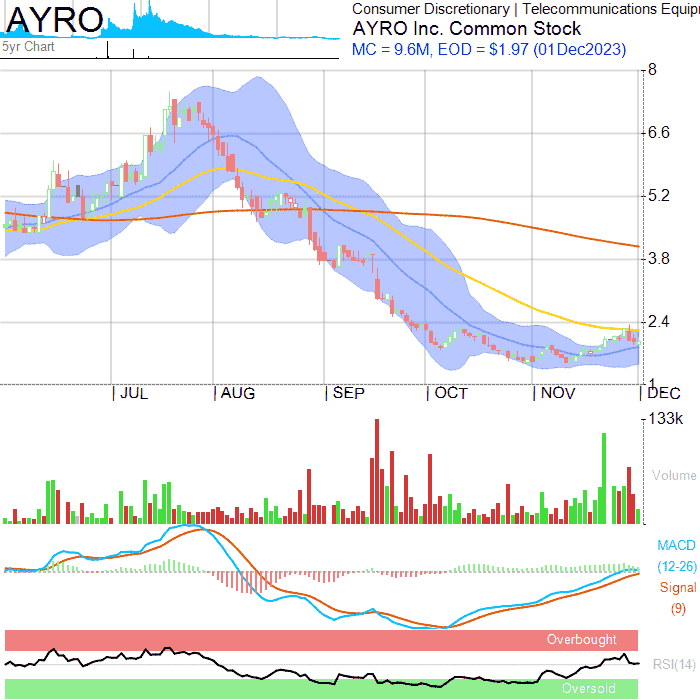 AYRO
5yr Chart
Consumer Discretionary | Telecommunications Equip
AYRO Inc. Common Stock
MC = 9.6M, EOD = $1.97 (01Dec2023)
8
6.6
5.2
3.8
2.4
1
JUL
AUG
SEP
OCT
NOV
DEC
133k
Volume
MACD
(12-26)
Signal
(9)
Overbought
RSI(14)
Oversold